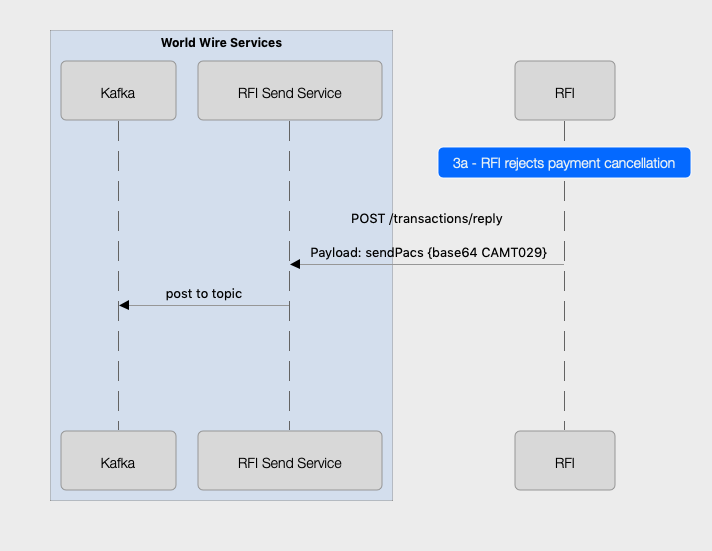 World Wire Services
Kafka
RFI Send Service
RFI
3a - RFI rejects payment cancellation
POST /transactions/reply
Payload: sendPacs {base64 CAMT029}
post to topic
Kafka
RFI Send Service
RFI